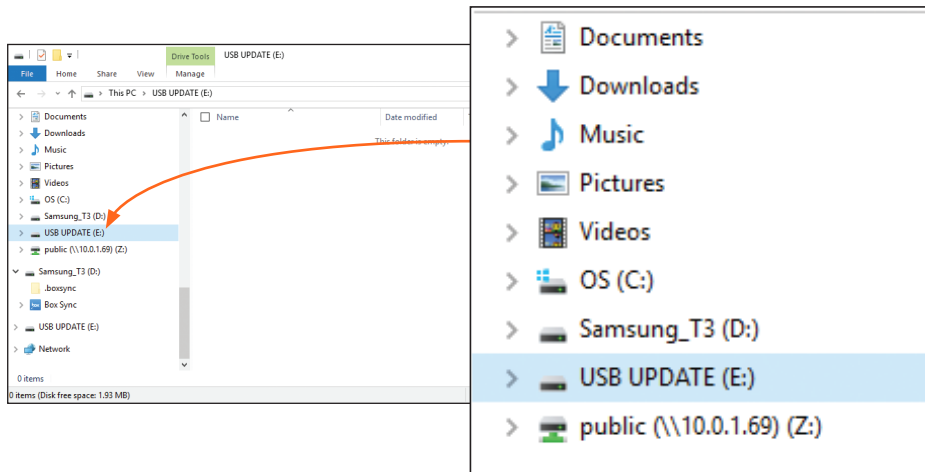 Drive Tools USB UPDATE (E:)
File Home Share View Manage
This PC > USB UPDATE (E:)
Documents
Downloads
Music
Pictures
Videos
OS (C:)
Samsung_T3 (D:)
USB UPDATE (E:)
public (\\10.0.1.69) (Z:)
Samsung_T3 (D:)
.boxsync
box Box Sync
USB UPDATE (E:)
Network
Name Date modified
This folder is empty.
0 items
0 items (Disk free space: 1.93 MB)
Documents
Downloads
Music
Pictures
Videos
OS (C:)
Samsung_T3 (D:)
USB UPDATE (E:)
public (\\10.0.1.69) (Z:)